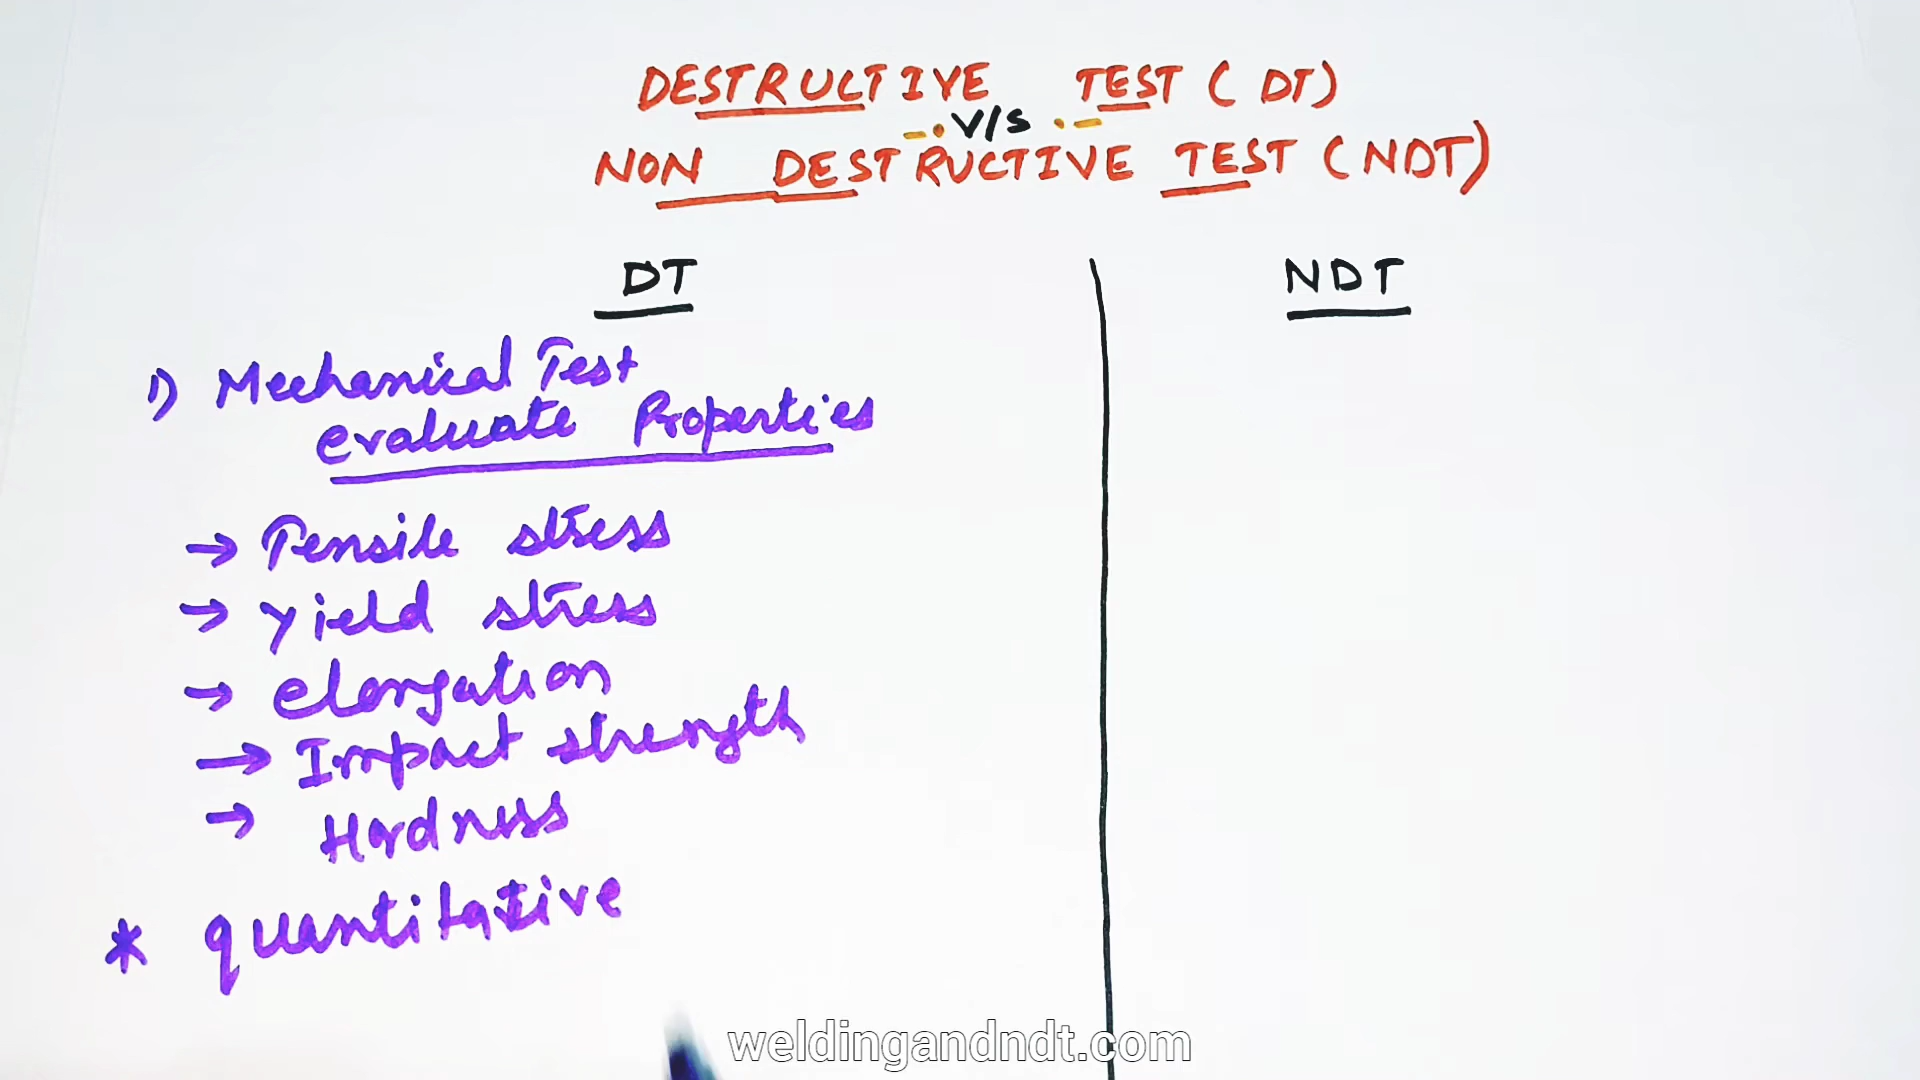 DESTRUCTIVE TEST (DT)
V/S
NON DESTRUCTIVE TEST (NDT)
DT
NDT
1) Mechanical Test
evaluate Properties
→ Tensile stress
→ Yield stress
→ elongation
→ Impact strength
→ Hardness
* quantitative
weldingandndt.com